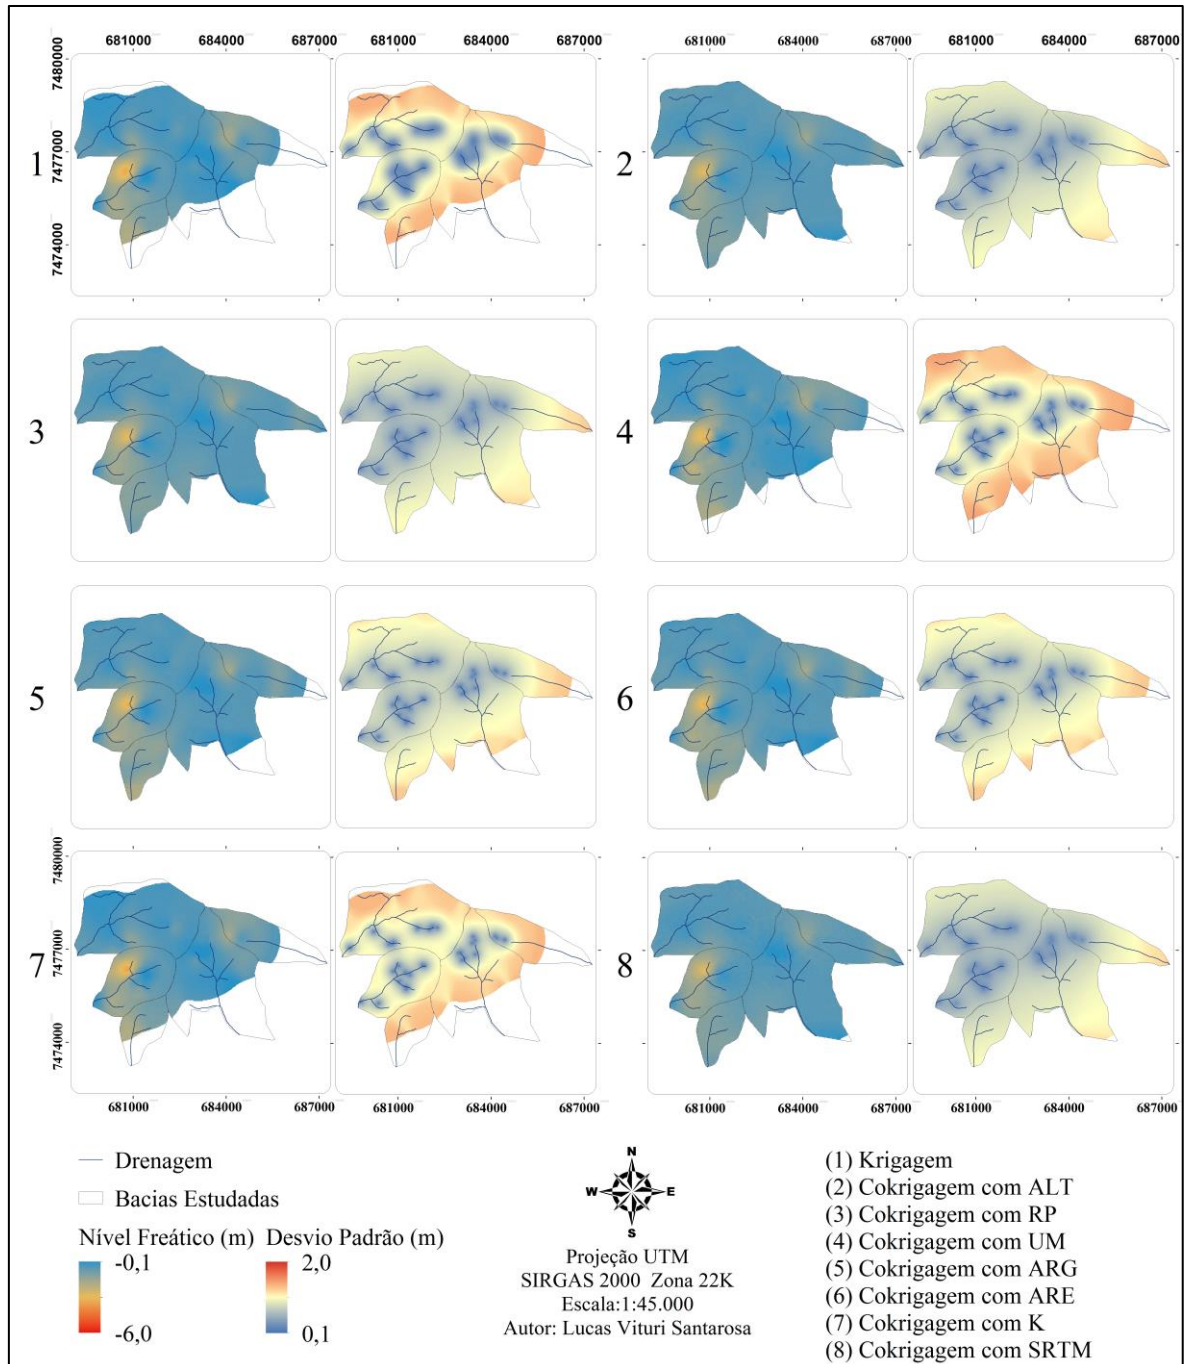 681000 684000 687000 681000 684000 687000 681000 684000 687000 681000 684000 687000
7480000
7477000
7474000
1
2
3
4
5
6
7480000
7477000
7474000
7
8
681000 684000 687000 681000 684000 687000 681000 684000 687000 681000 684000 687000
Drenagem
Bacias Estudadas
Nível Freático (m)
-0,1
-6,0
Desvio Padrão (m)
2,0
0,1
N
W E
S
Projeção UTM
SIRGAS 2000 Zona 22K
Escala:1:45.000
Autor: Lucas Vituri Santarosa
(1) Krigagem
(2) Cokrigagem com ALT
(3) Cokrigagem com RP
(4) Cokrigagem com UM
(5) Cokrigagem com ARG
(6) Cokrigagem com ARE
(7) Cokrigagem com K
(8) Cokrigagem com SRTM